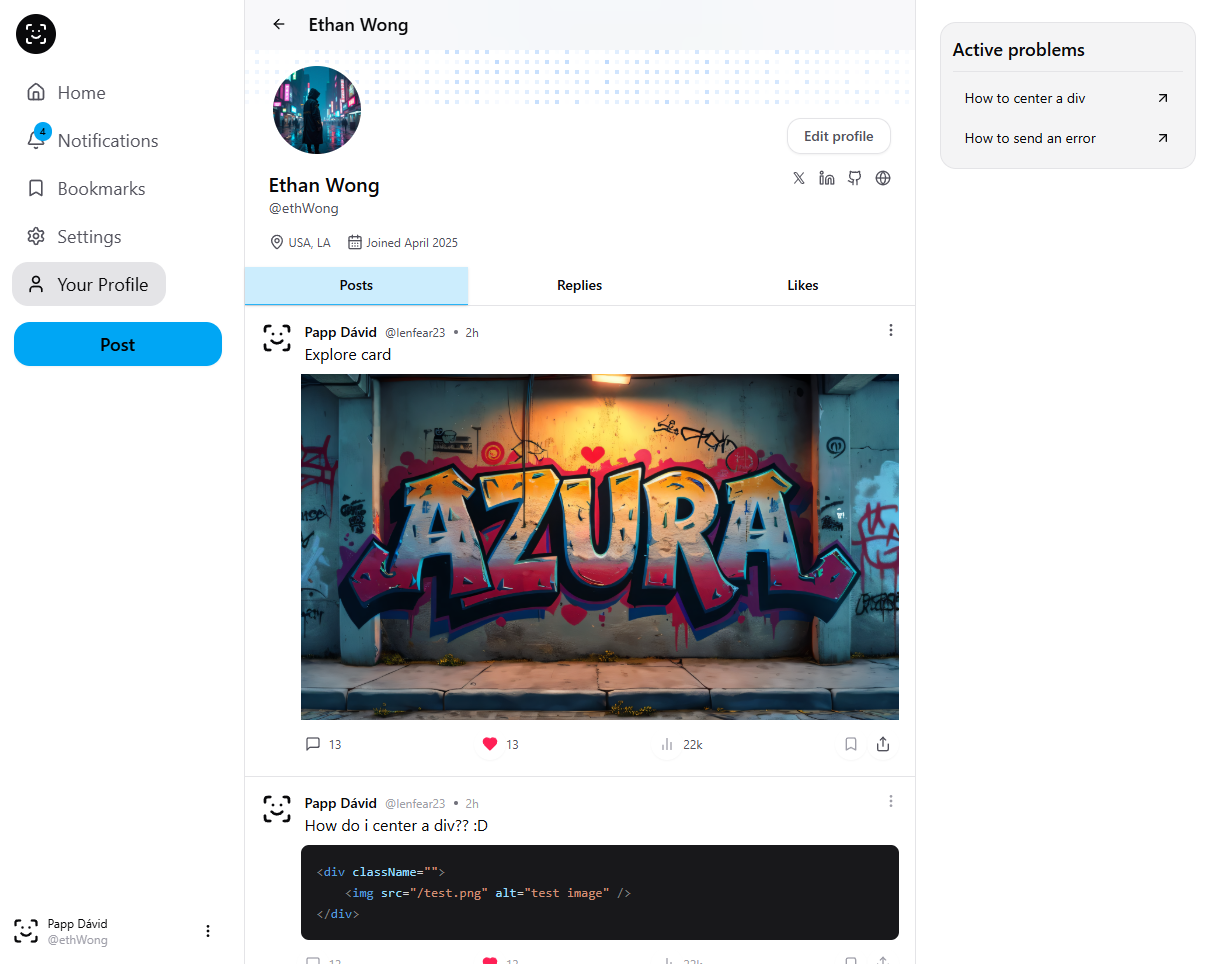 Home
4
Notifications
Bookmarks
Settings
Your Profile
Post
Papp Dávid
@ethWong
Ethan Wong
Edit profile
Ethan Wong
@ethWong
USA, LA
Joined April 2025
Posts
Replies
Likes
Papp Dávid @lenfear23 • 2h
Explore card
AZURA
13
13
22k
Papp Dávid @lenfear23 • 2h
How do i center a div?? :D
<div className="">
<img src="/test.png" alt="test image" />
</div>
13
13
22k
Active problems
How to center a div
How to send an error